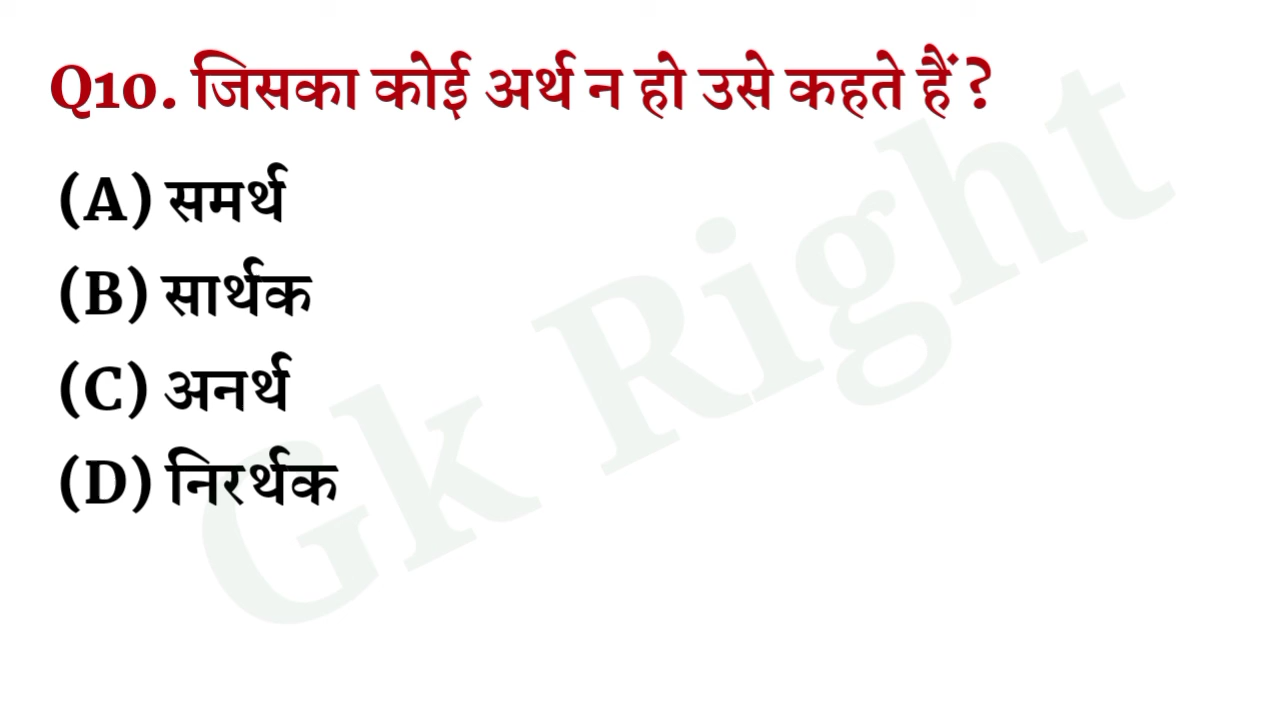 Q10. जिसका कोई अर्थ न हो उसे कहते हैं ?
(A) समर्थ
(B) सार्थक
(C) अनर्थ
(D) निरर्थक
Gk Right